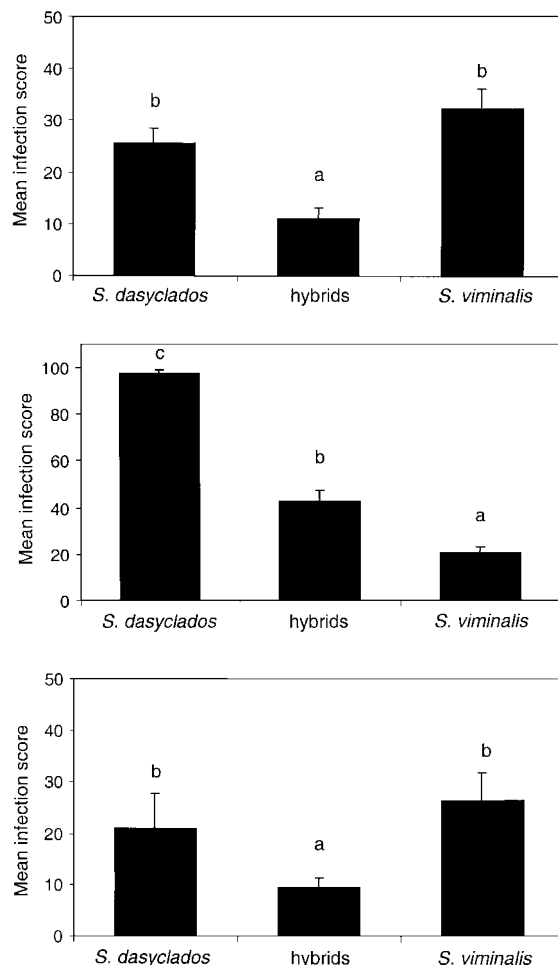 Mean infection score
50
40
30
20
10
0
b
a
b
S. dasyclados
hybrids
S. viminalis
Mean infection score
100
80
60
40
20
0
c
b
a
S. dasyclados
hybrids
S. viminalis
Mean infection score
50
40
30
20
10
0
b
a
b
S. dasyclados
hybrids
S. viminalis